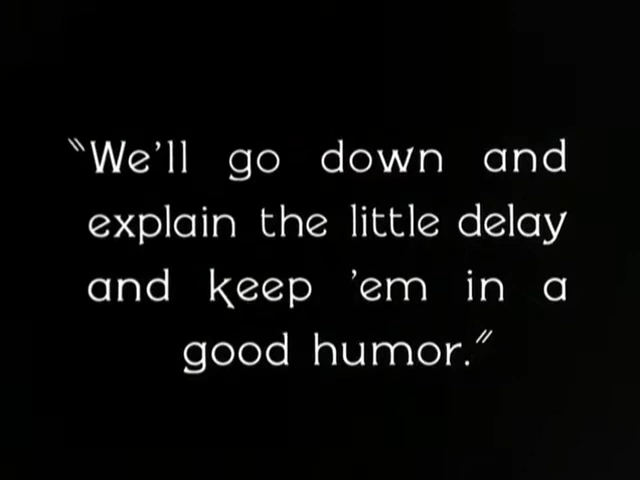 "We'll go down and
explain the little delay
and keep 'em in a
good humor."